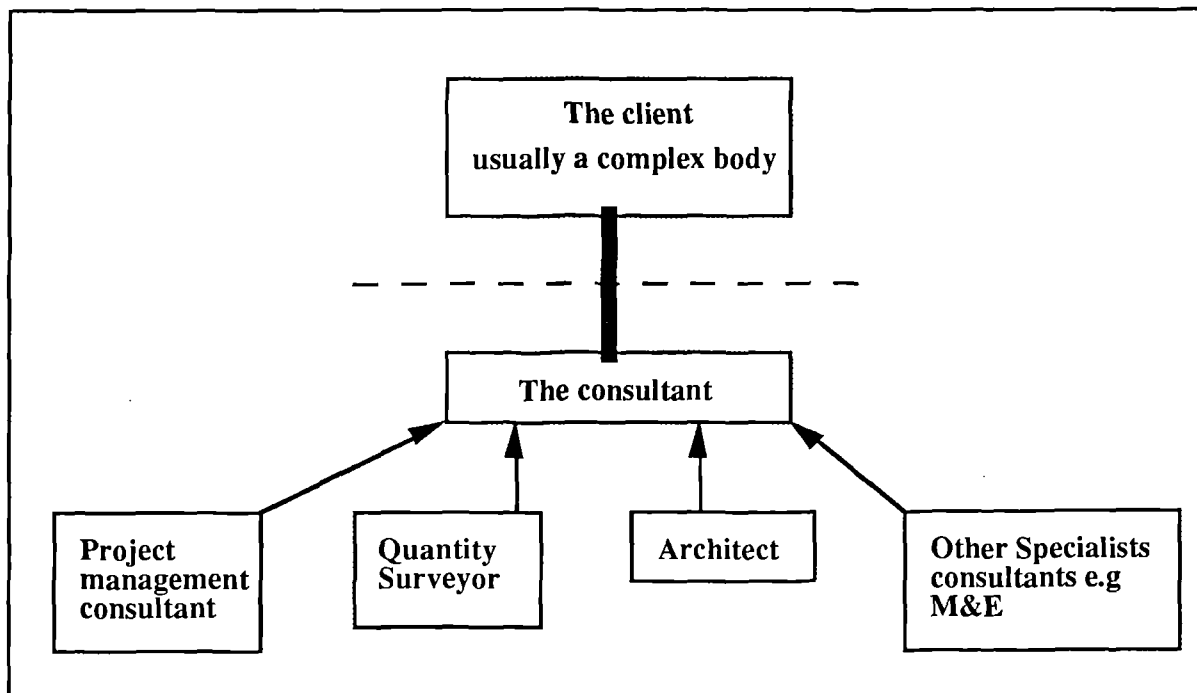 The client
usually a complex body
The consultant
Project
management
consultant
Quantity
Surveyor
Architect
Other Specialists
consultants e.g
M&E